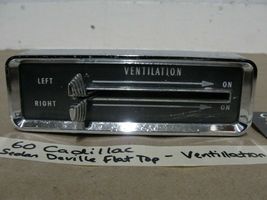 VENTILATION
LEFT ON
RIGHT ON
60 Cadillac
Sedan Deville Flat Top - Ventilation